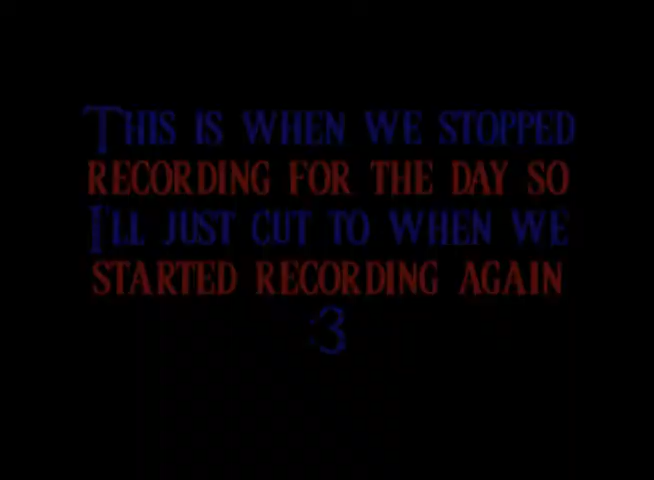 This is when we stopped
recording for the day so
I'll just cut to when we
started recording again
:3